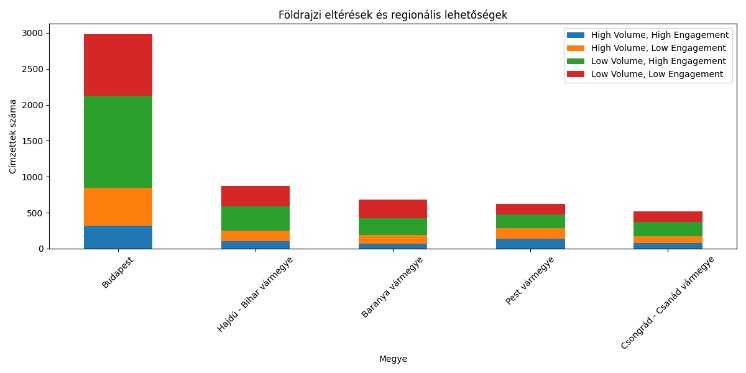 Földrajzi eltérések és regionális lehetőségek
High Volume, High Engagement
High Volume, Low Engagement
Low Volume, High Engagement
Low Volume, Low Engagement
Címzettek száma
3000
2500
2000
1500
1000
500
0
Budapest
Hajdú - Bihar vármegye
Baranya vármegye
Pest vármegye
Csongrád - Csanád vármegye
Megye